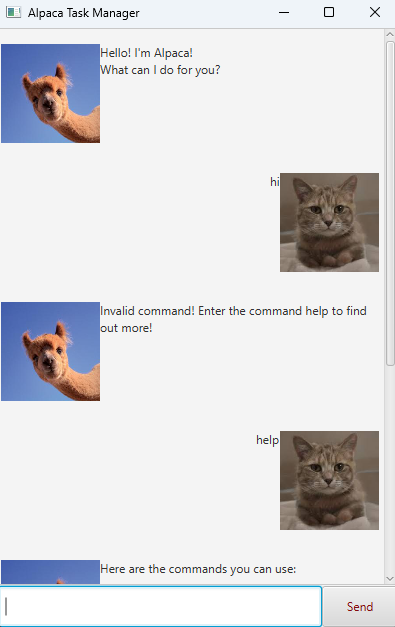 Alpaca Task Manager
Hello! I'm Alpaca!
What can I do for you?
hi
Invalid command! Enter the command help to find
out more!
help
Here are the commands you can use:
Send